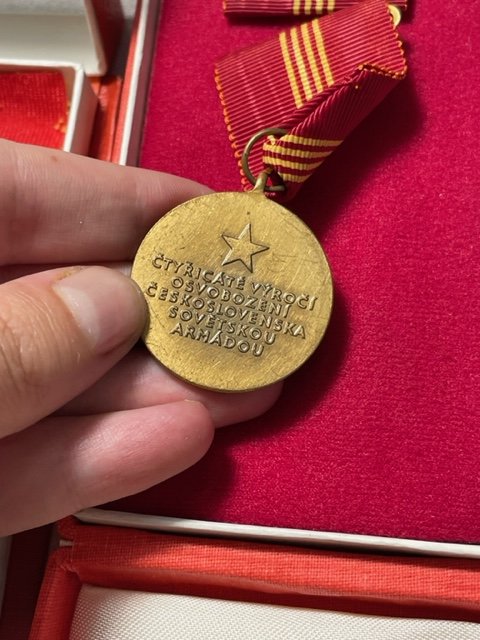 ČTYŘICÁTÉ VÝROČÍ
OSVOBOZENÍ
ČESKOSLOVENSKA
SOVĚTSKOU
ARMÁDOU